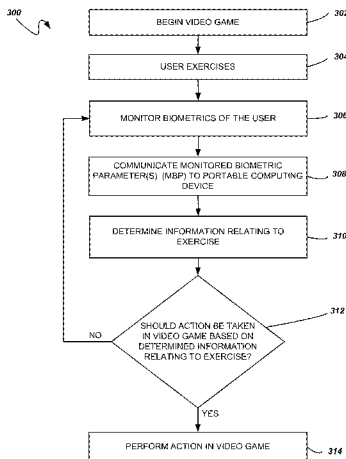 300
BEGIN VIDEO GAME
302
USER EXERCISES
304
MONITOR BIOMETRICS OF THE USER
306
COMMUNICATE MONITORED BIOMETRIC
PARAMETER(S) (MBP) TO PORTABLE COMPUTING
DEVICE
308
DETERMINE INFORMATION RELATING TO
EXERCISE
310
SHOULD ACTION BE TAKEN
IN VIDEO GAME BASED ON
DETERMINED INFORMATION
RELATING TO EXERCISE?
312
NO
YES
PERFORM ACTION IN VIDEO GAME
314